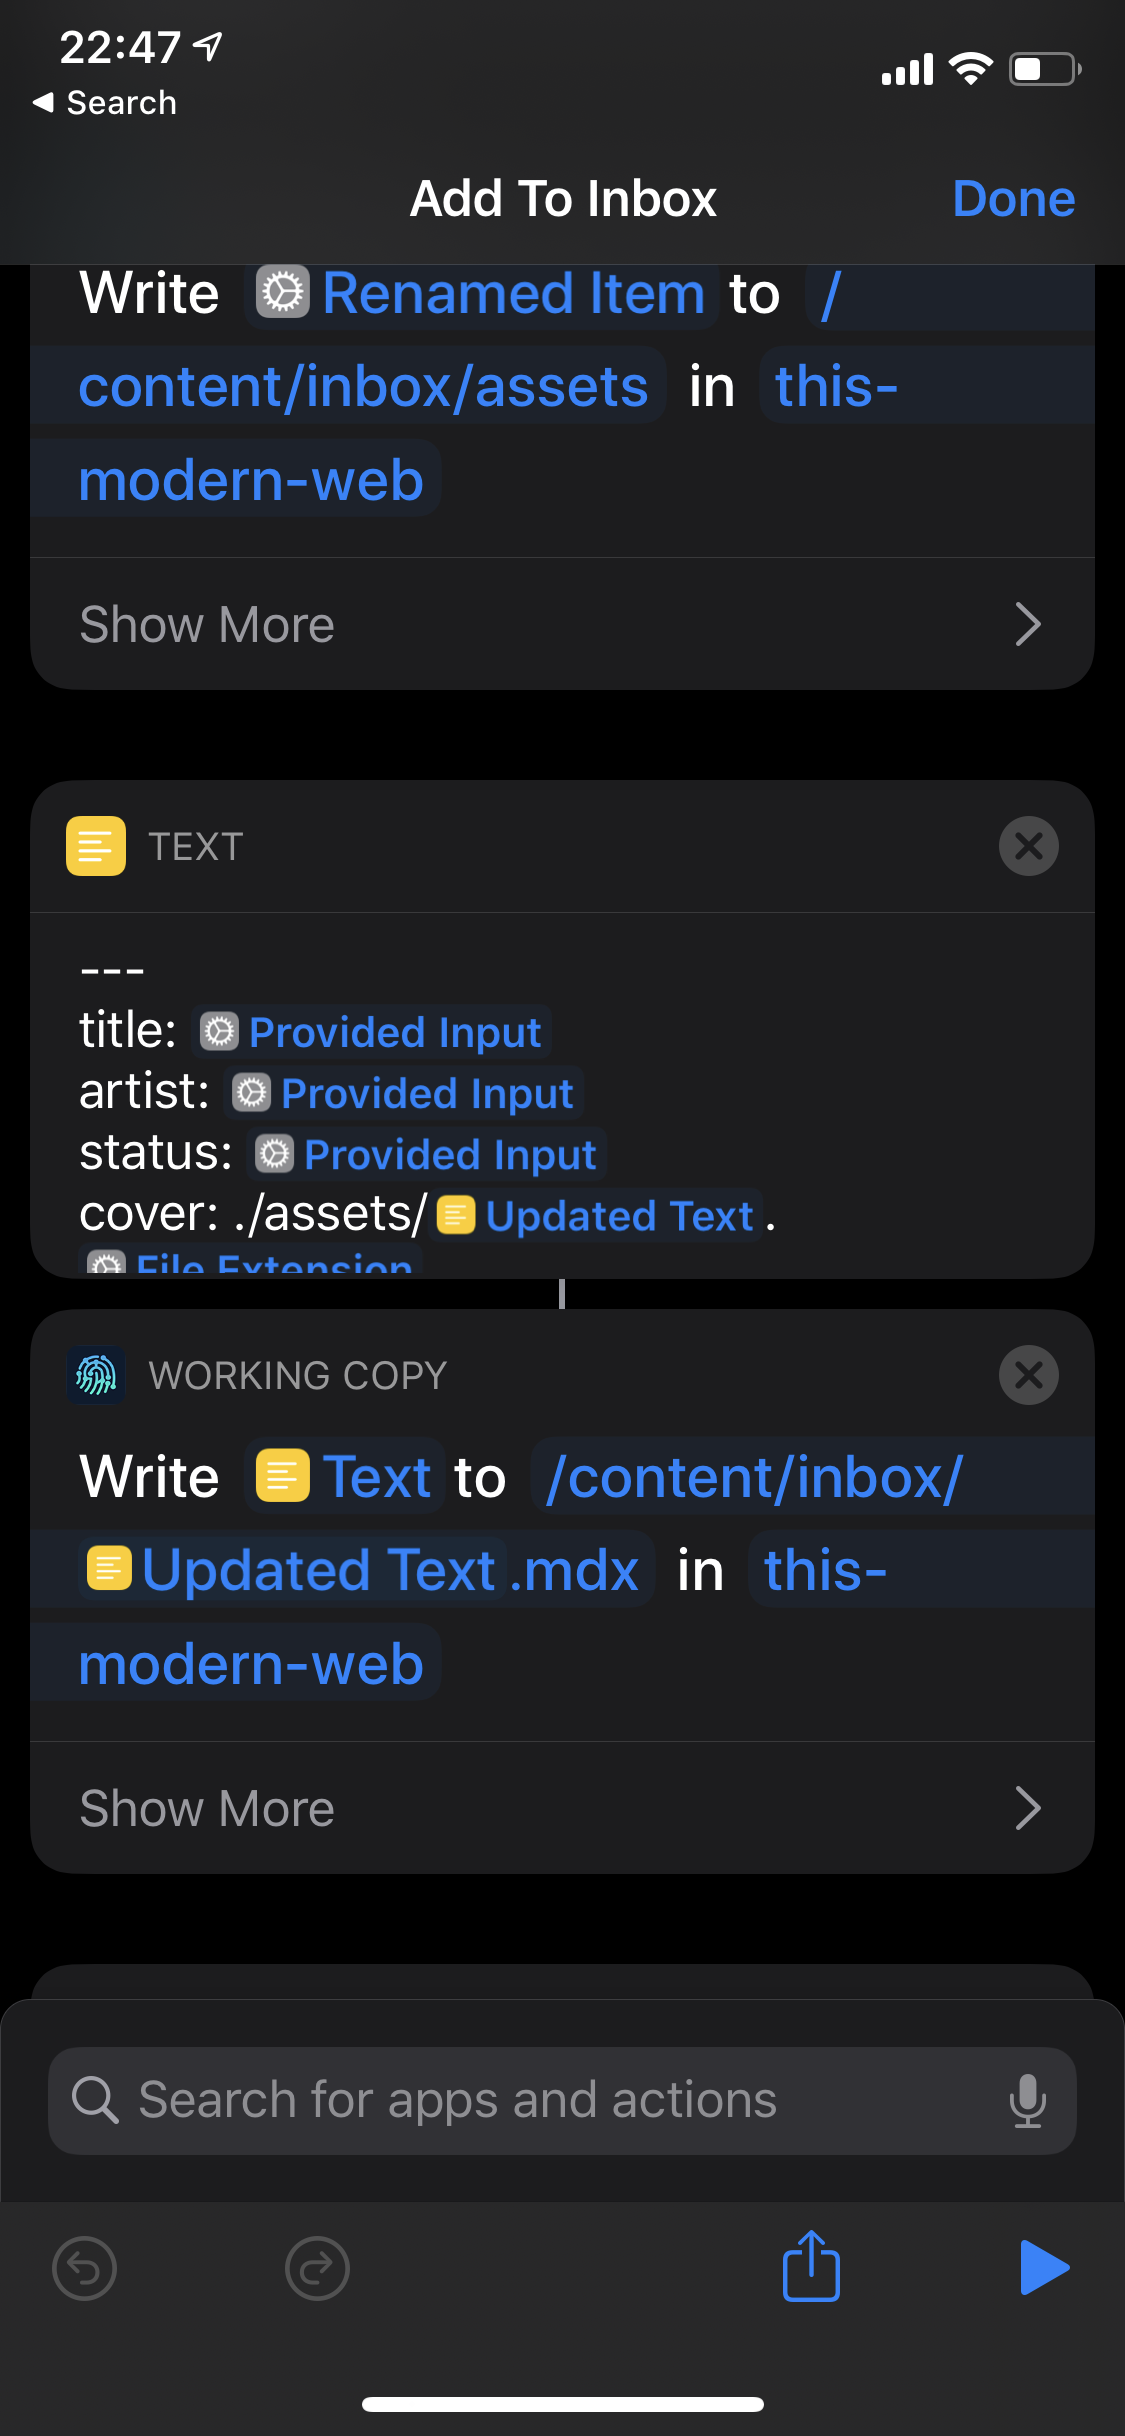 22:47
Search
Add To Inbox
Done
Write Renamed Item to /
content/inbox/assets in this-
modern-web
Show More
TEXT
---
title: Provided Input
artist: Provided Input
status: Provided Input
cover: ./assets/ Updated Text .
File Extension
WORKING COPY
Write Text to /content/inbox/
Updated Text .mdx in this-
modern-web
Show More
Search for apps and actions